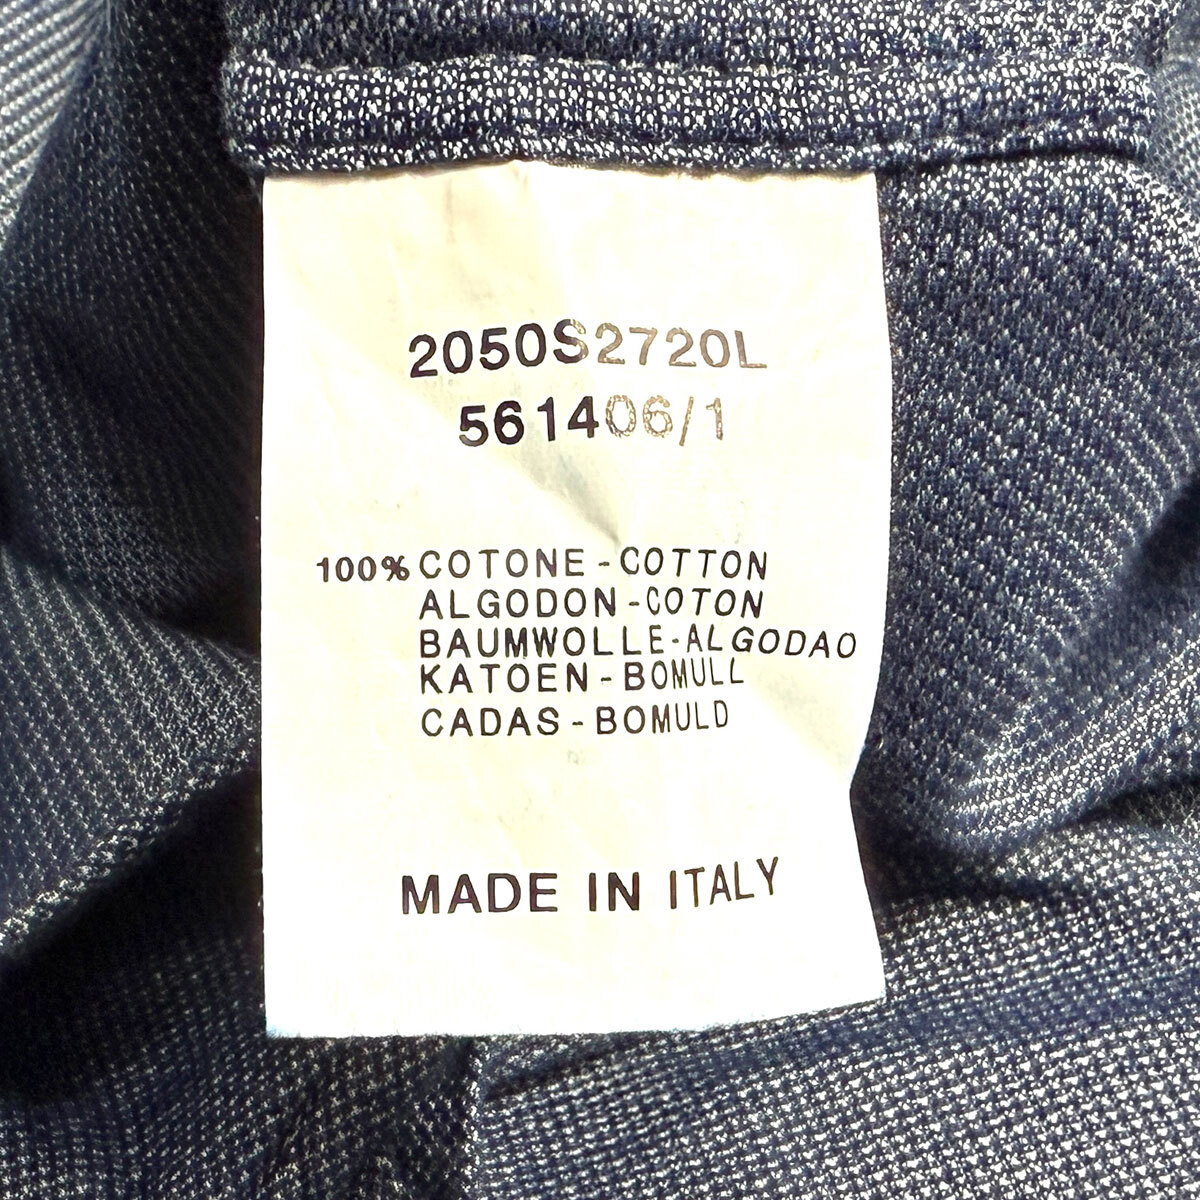 2050S2720L
561406/1
100% COTONE - COTTON
ALGODON - COTON
BAUMWOLLE - ALGODAO
KATOEN - BOMULL
CADAS - BOMULD
MADE IN ITALY